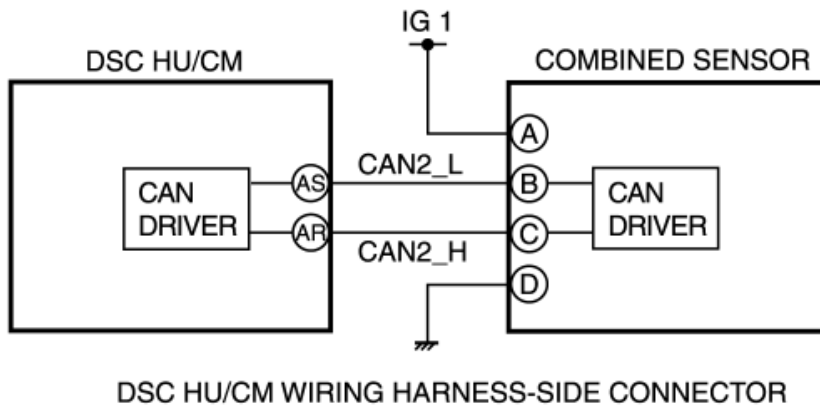 IG 1
DSC HU/CM
COMBINED SENSOR
A
CAN2_L
AS
B
CAN
DRIVER
CAN
DRIVER
AR
C
CAN2_H
D
DSC HU/CM WIRING HARNESS-SIDE CONNECTOR